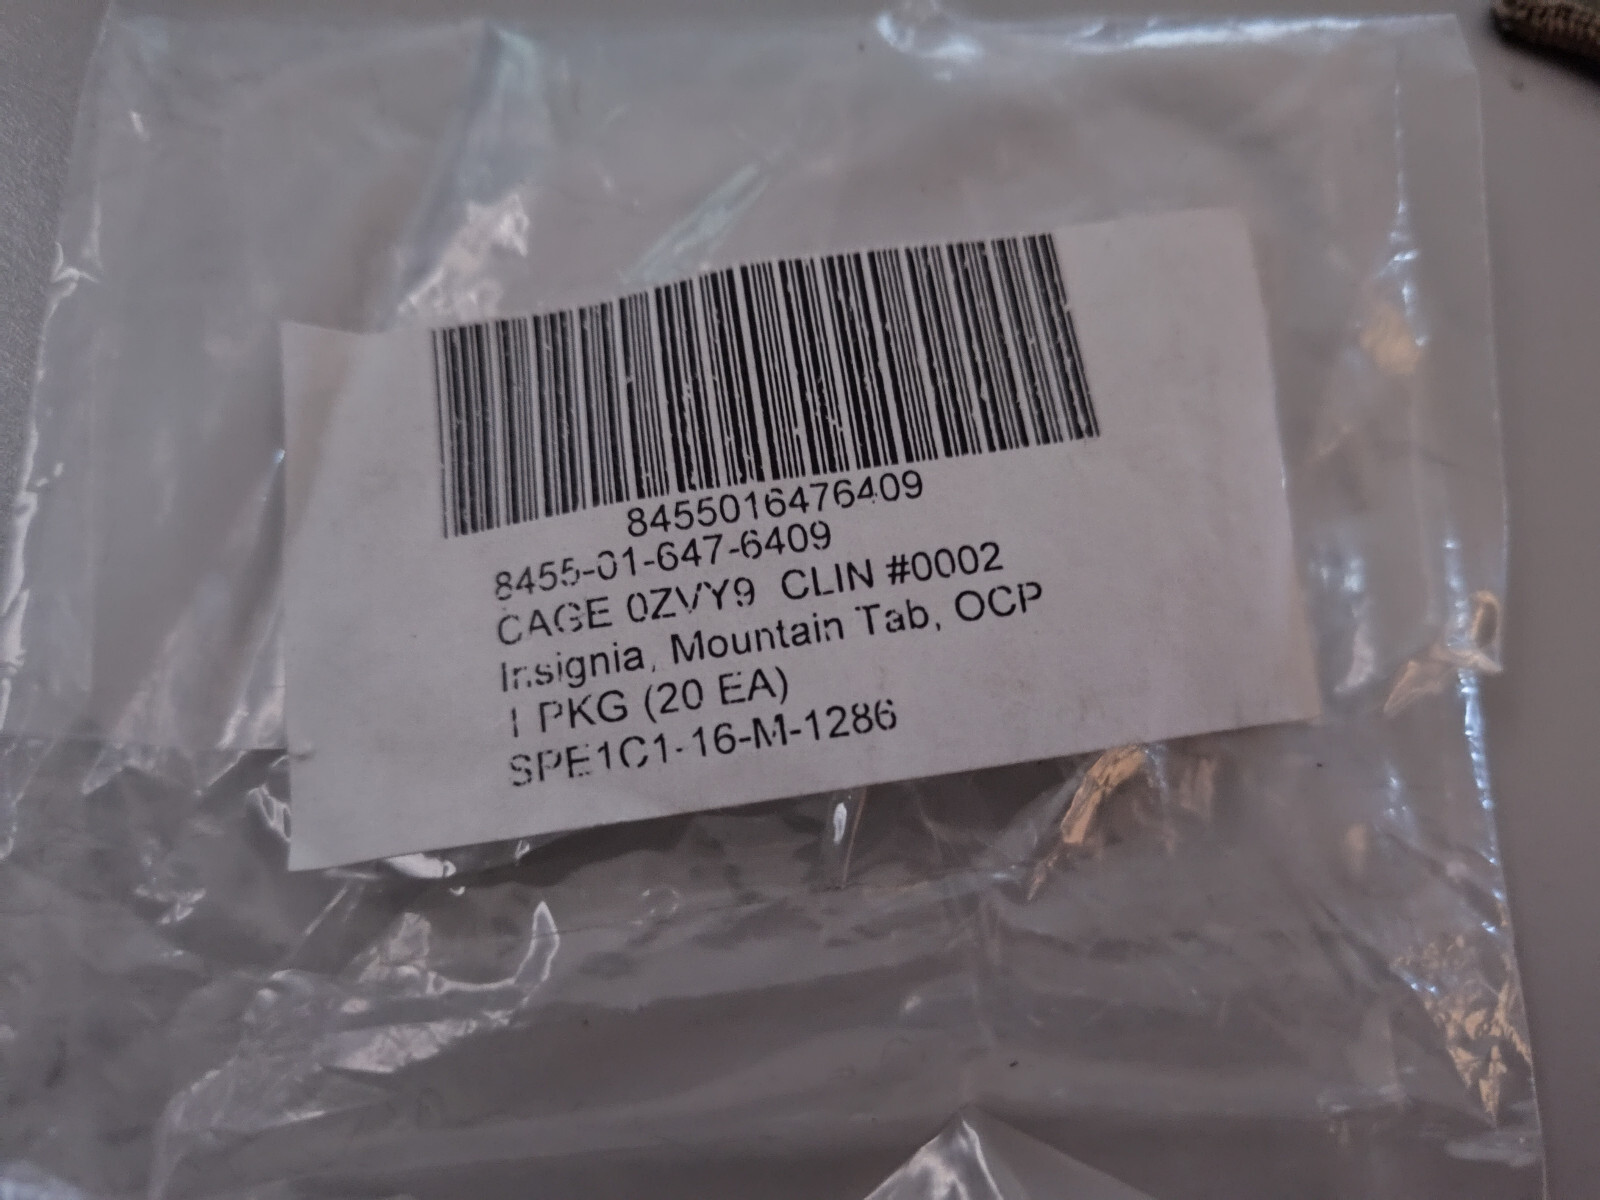 8455016476409
8455-01-647-6409
CAGE 0ZVY9 CLIN #0002
Insignia, Mountain Tab, OCP
1 PKG (20 EA)
SPE1C1-16-M-1286